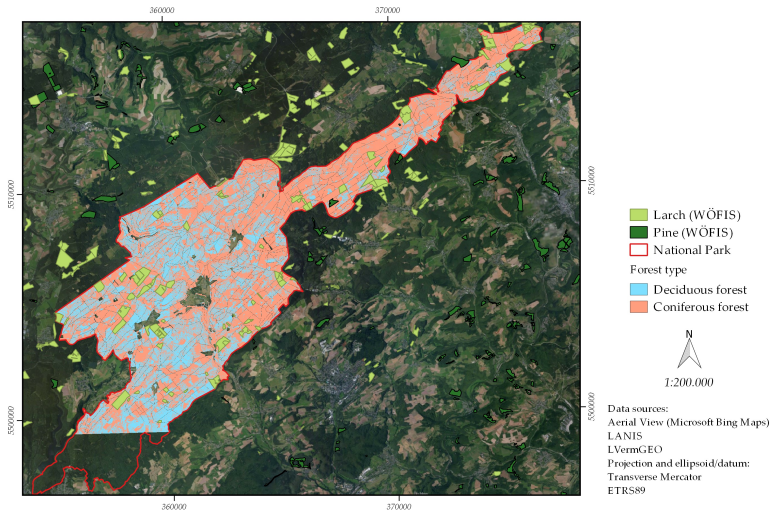 360000
370000
5510000
5510000
Larch (WÖFIS)
Pine (WÖFIS)
National Park
Forest type
Deciduous forest
Coniferous forest
N
1:200.000
5500000
5500000
Data sources:
Aerial View (Microsoft Bing Maps)
LANIS
LVermGEO
Projection and ellipsoid/datum:
Transverse Mercator
ETRS89
360000
370000